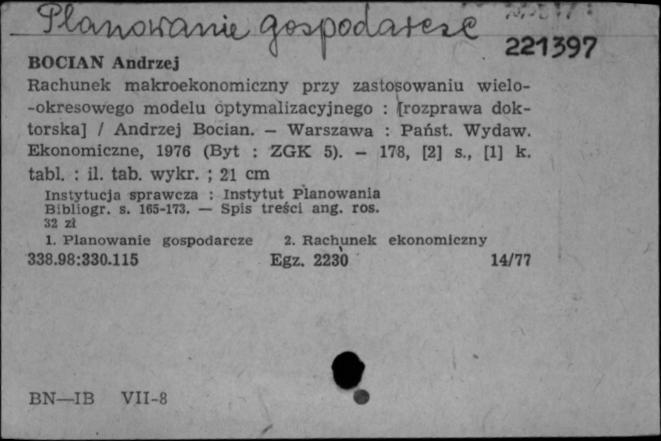 Planowanie gospodarcze
221397
BOCIAN Andrzej
Rachunek makroekonomiczny przy zastosowaniu wielo-
-okresowego modelu optymalizacyjnego : [rozprawa dok-
torska] / Andrzej Bocian. — Warszawa : Państ. Wydaw.
Ekonomiczne, 1976 (Byt : ZGK 5). — 178, [2] s., [1] k.
tabl. : il. tab. wykr. ; 21 cm
Instytucja sprawcza : Instytut Planowania
Bibliogr. s. 165-173. — Spis treści ang. ros.
32 zł
1. Planowanie gospodarcze 2. Rachunek ekonomiczny
338.98:330.115 Egz. 2230 14/77
BN—IB VII-8